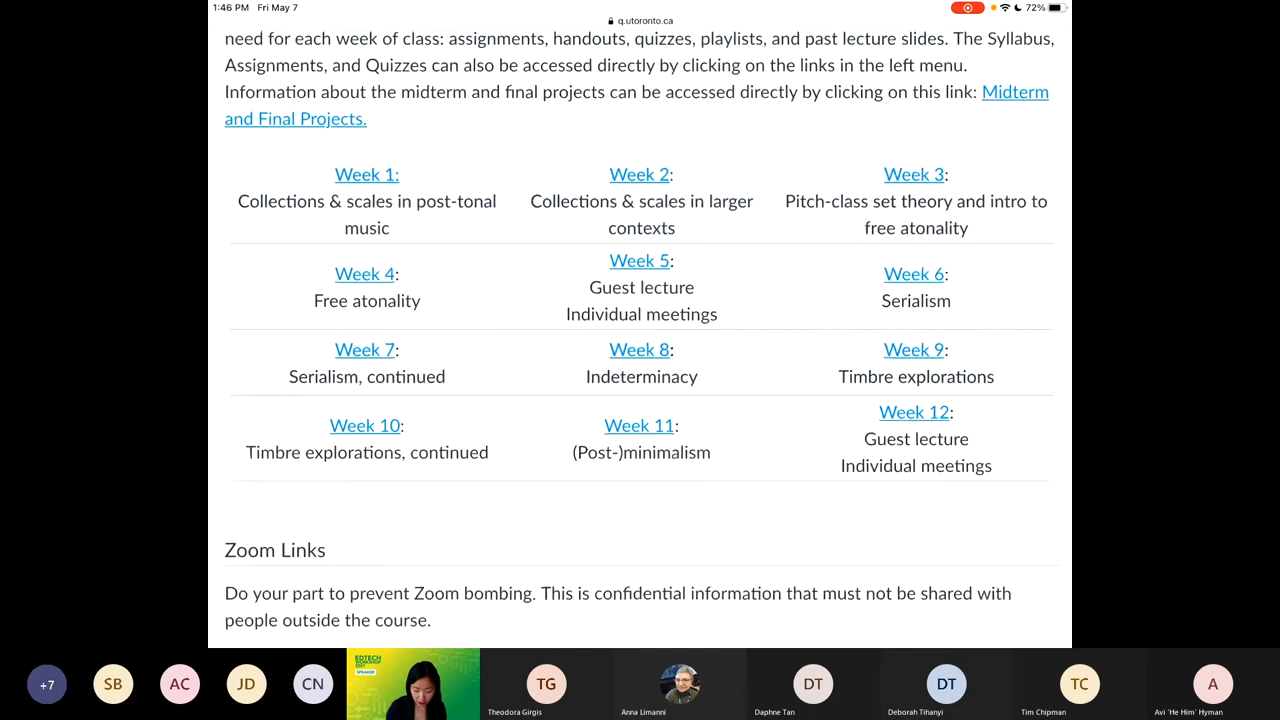 1:46 PM Fri May 7
72%
q.utoronto.ca
need for each week of class: assignments, handouts, quizzes, playlists, and past lecture slides. The Syllabus,
Assignments, and Quizzes can also be accessed directly by clicking on the links in the left menu.
Information about the midterm and final projects can be accessed directly by clicking on this link: Midterm
and Final Projects.
Week 1:
Collections & scales in post-tonal
music
Week 2:
Collections & scales in larger
contexts
Week 3:
Pitch-class set theory and intro to
free atonality
Week 4:
Free atonality
Week 5:
Guest lecture
Individual meetings
Week 6:
Serialism
Week 7:
Serialism, continued
Week 8:
Indeterminacy
Week 9:
Timbre explorations
Week 10:
Timbre explorations, continued
Week 11:
(Post-)minimalism
Week 12:
Guest lecture
Individual meetings
Zoom Links
Do your part to prevent Zoom bombing. This is confidential information that must not be shared with
people outside the course.
+7
SB
AC
JD
CN
EDTECH
WORKSHOP
2021
SPEAKER
TG
Theodora Girgis
Anna Limanni
DT
Daphne Tan
DT
Deborah Tihanyi
TC
Tim Chipman
A
Avi 'He Him' Hyman